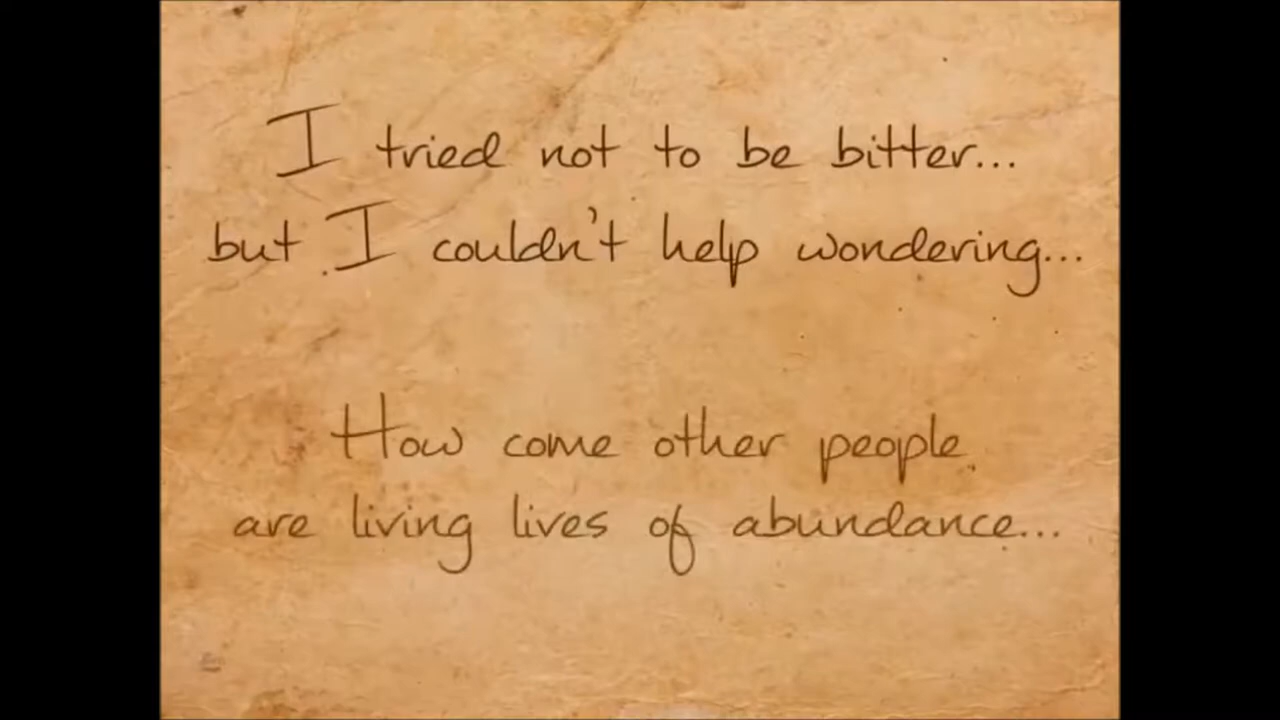 I tried not to be bitter...
but I couldn't help wondering...
How come other people
are living lives of abundance...